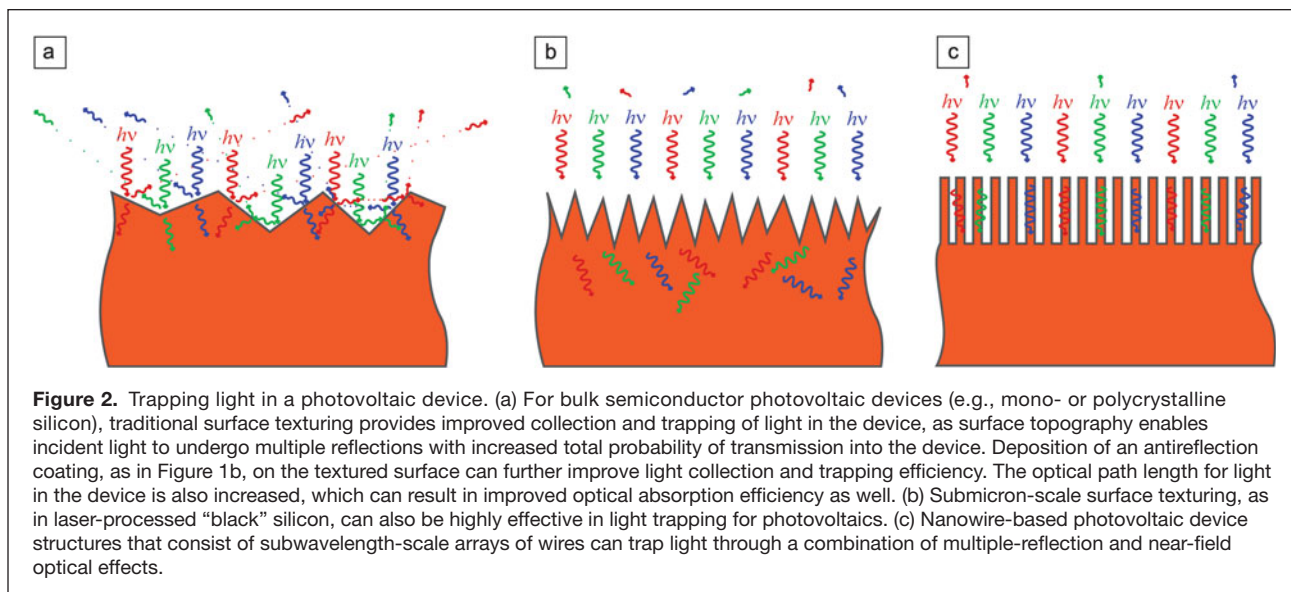 a
b
c
hν hν hν hν hν hν hν hν
hν hν hν hν hν hν hν hν hν
hν hν hν hν hν hν hν hν hν
Figure 2. Trapping light in a photovoltaic device. (a) For bulk semiconductor photovoltaic devices (e.g., mono- or polycrystalline
silicon), traditional surface texturing provides improved collection and trapping of light in the device, as surface topography enables
incident light to undergo multiple reflections with increased total probability of transmission into the device. Deposition of an antireflection
coating, as in Figure 1b, on the textured surface can further improve light collection and trapping efficiency. The optical path length for light
in the device is also increased, which can result in improved optical absorption efficiency as well. (b) Submicron-scale surface texturing, as
in laser-processed “black” silicon, can also be highly effective in light trapping for photovoltaics. (c) Nanowire-based photovoltaic device
structures that consist of subwavelength-scale arrays of wires can trap light through a combination of multiple-reflection and near-field
optical effects.